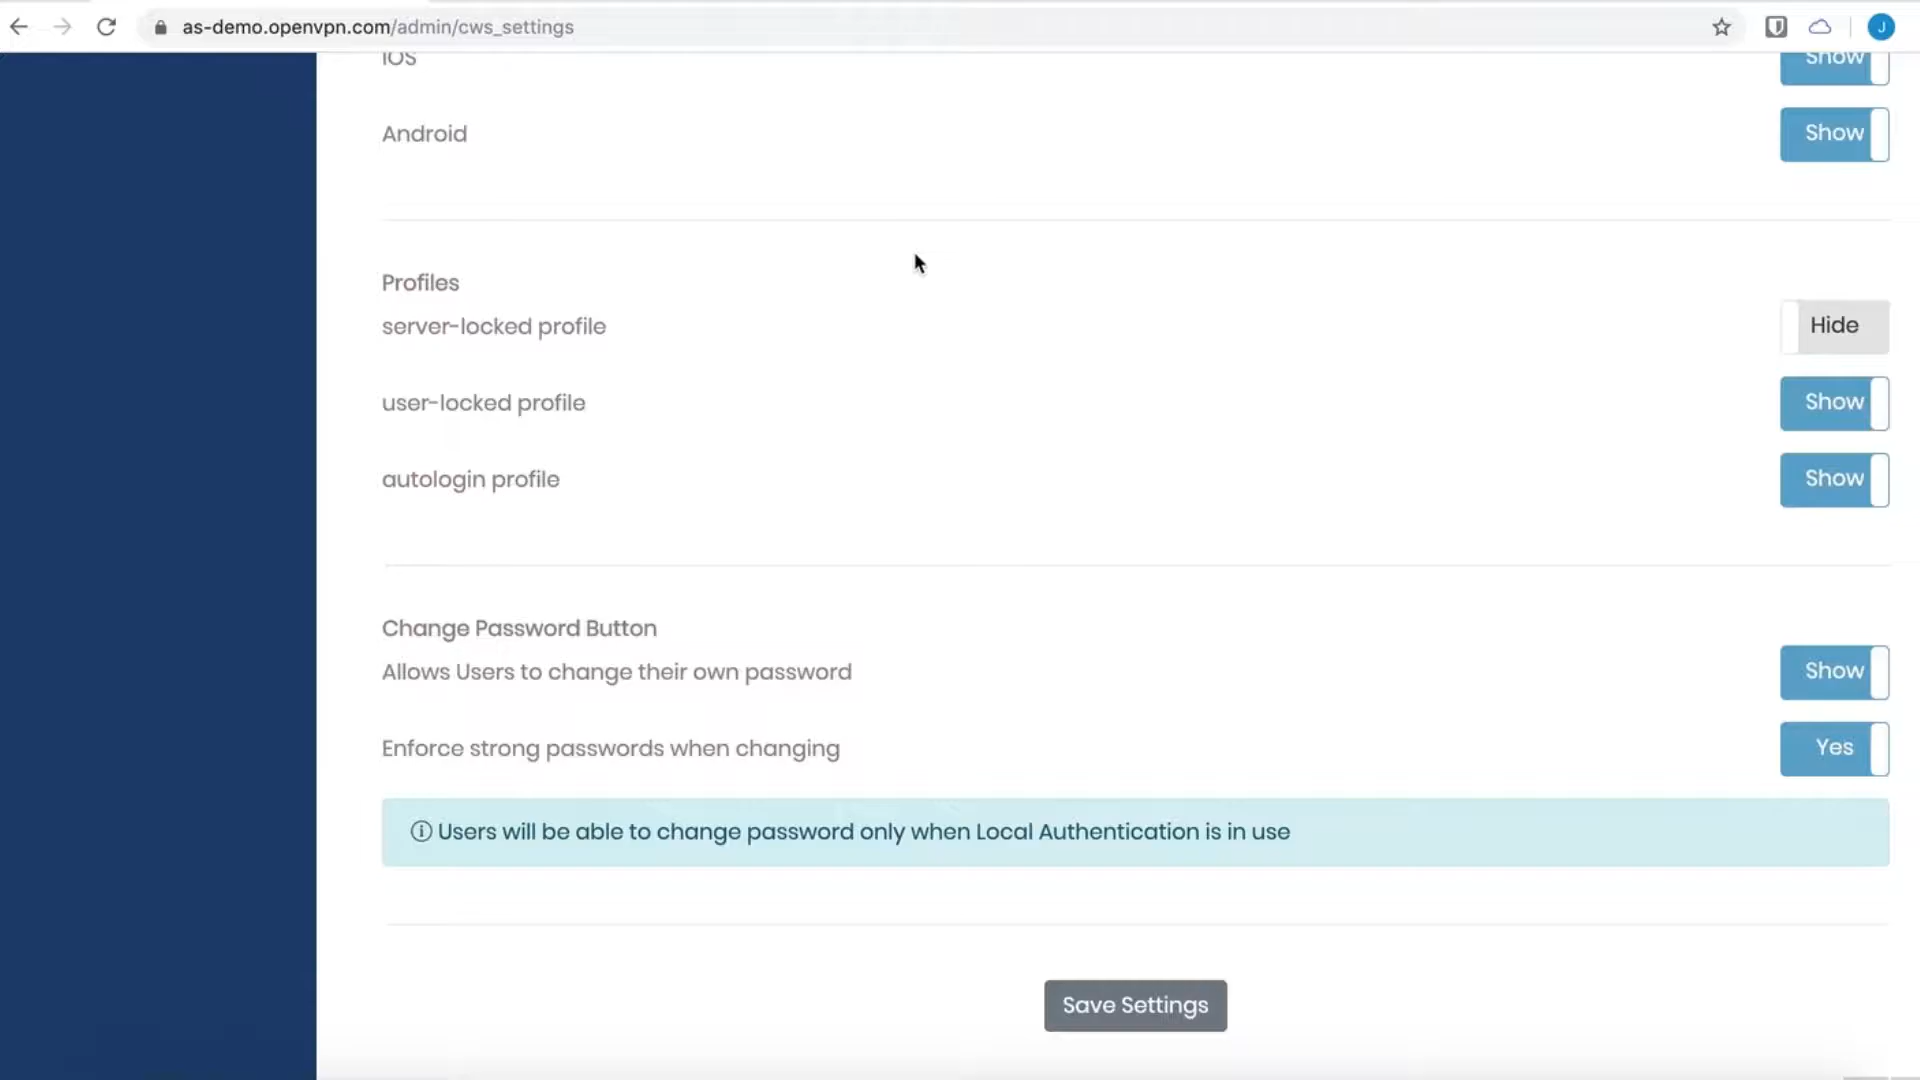 as-demo.openvpn.com/admin/cws_settings
J
iOS
Show
Android
Show
Profiles
server-locked profile
Hide
user-locked profile
Show
autologin profile
Show
Change Password Button
Allows Users to change their own password
Show
Enforce strong passwords when changing
Yes
Users will be able to change password only when Local Authentication is in use
Save Settings